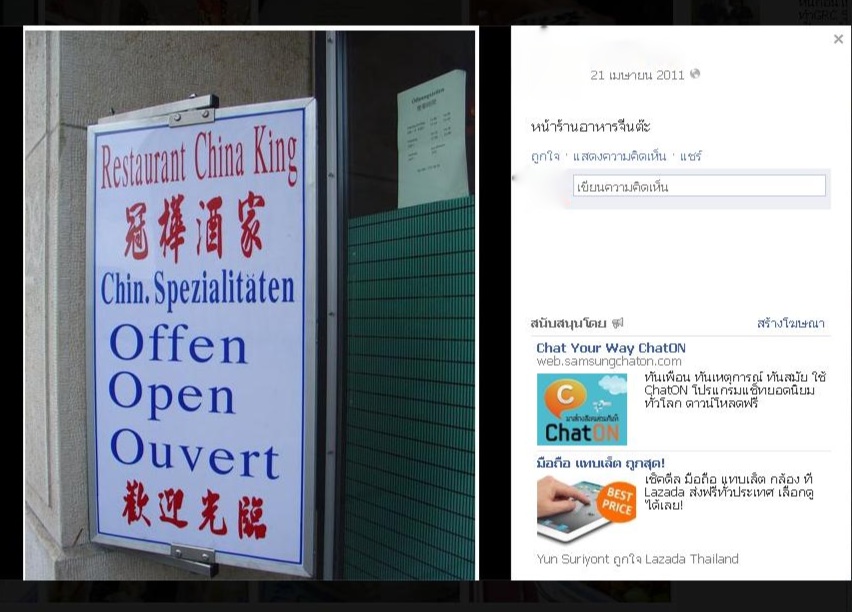 Restaurant China King
冠樺酒家
Chin. Spezialitäten
Offen
Open
Ouvert
歡迎光臨
Öffnungszeiten
21 เมษายน 2011
หน้าร้านอาหารจีนต๊ะ
ถูกใจ · แสดงความคิดเห็น · แชร์
เขียนความคิดเห็น
สนับสนุนโดย
สร้างโฆษณา
Chat Your Way ChatON
web.samsungchaton.com
ทันเพื่อน ทันเหตุการณ์ ทันสมัย ใช้
ChatON โปรแกรมแชทยอดนิยม
ทั่วโลก ดาวน์โหลดฟรี
C
ChatON
มือถือ แทบเล็ต ถูกสุด!
เช็คดีล มือถือ แทบเล็ต กล้อง ที่
Lazada ส่งฟรีทั่วประเทศ เลือกดู
ได้เลย!
BEST
PRICE
Yun Suriyont ถูกใจ Lazada Thailand